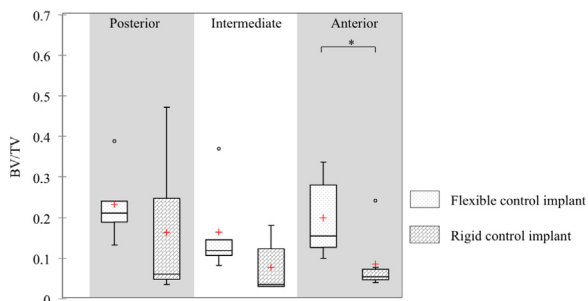 Posterior Intermediate Anterior
*
0.7
0.6
0.5
0.4
0.3
0.2
0.1
0
BV/TV
Flexible control implant
Rigid control implant